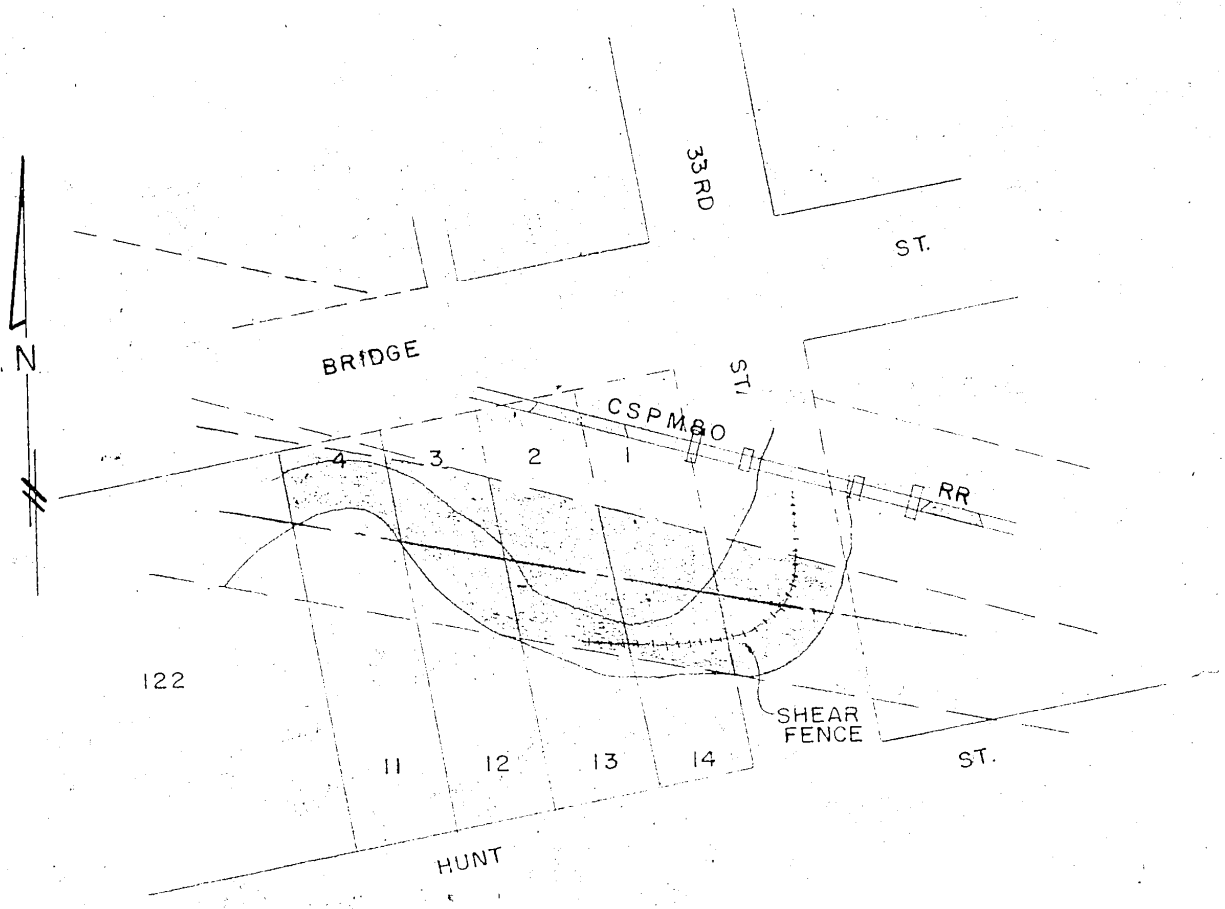 33RD
ST.
N
BRIDGE
ST.
CSPM&O
4
3
2
1
RR
122
SHEAR
FENCE
11
12
13
14
ST.
HUNT